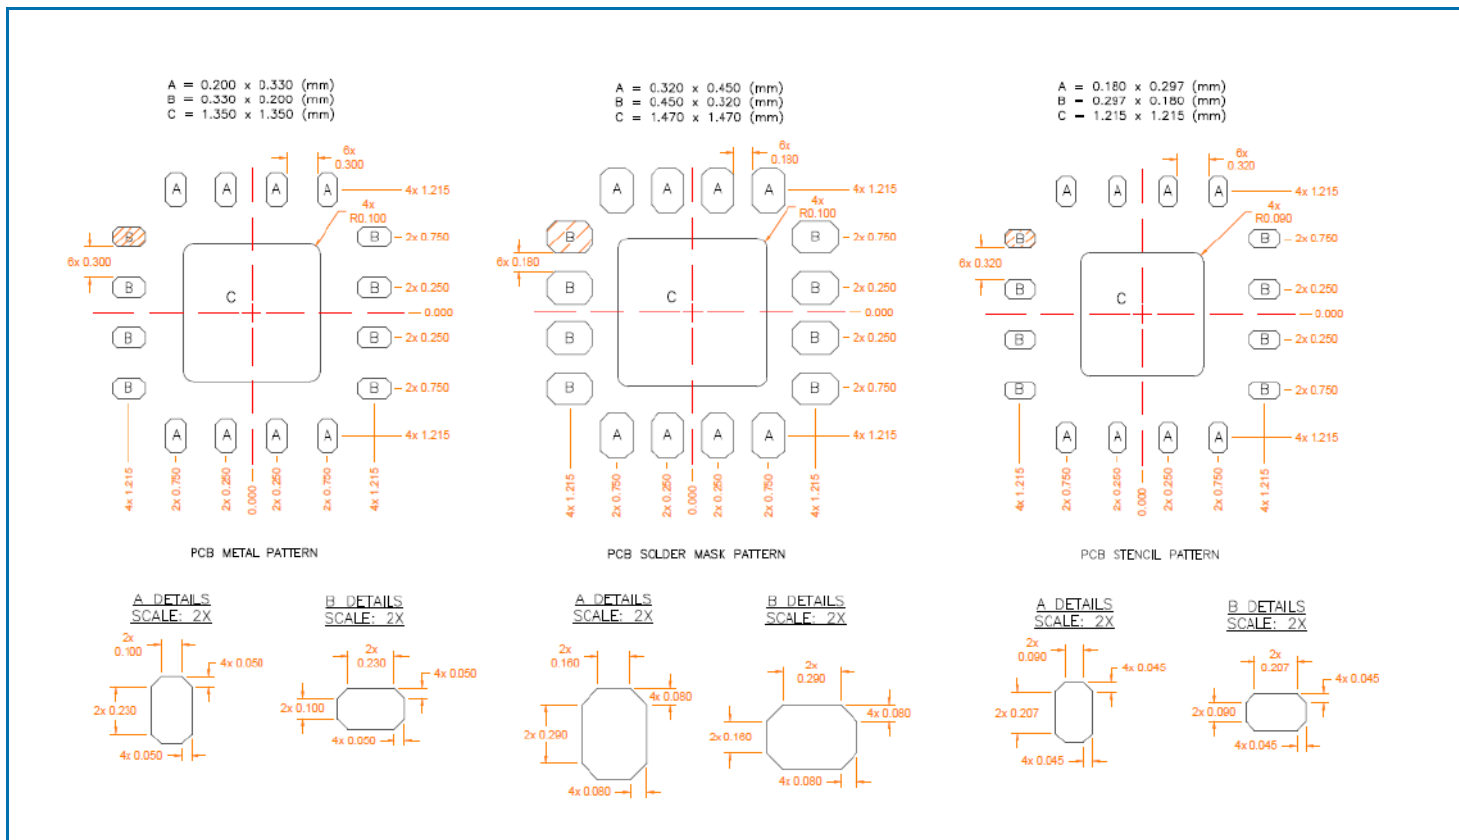 A = 0.200 x 0.330 (mm)
B = 0.330 x 0.200 (mm)
C = 1.350 x 1.350 (mm)
6x
0.300
A
A
A
A
4x 1.215
4x
R0.100
B
B
2x 0.750
6x 0.300
B
C
B
2x 0.250
0.000
B
B
2x 0.250
B
B
2x 0.750
A
A
A
A
4x 1.215
4x 1.215
2x 0.750
2x 0.250
0.000
2x 0.250
2x 0.750
4x 1.215
PCB METAL PATTERN
A DETAILS
SCALE: 2X
2x
0.100
4x 0.050
2x 0.230
4x 0.050
B DETAILS
SCALE: 2X
2x
0.230
4x 0.050
2x 0.100
4x 0.050
A = 0.320 x 0.450 (mm)
B = 0.450 x 0.320 (mm)
C = 1.470 x 1.470 (mm)
6x
0.180
A
A
A
A
4x 1.215
4x
R0.100
B
B
2x 0.750
6x 0.180
B
C
B
2x 0.250
0.000
B
B
2x 0.250
B
B
2x 0.750
A
A
A
A
4x 1.215
4x 1.215
2x 0.750
2x 0.250
0.000
2x 0.250
2x 0.750
4x 1.215
PCB SOLDER MASK PATTERN
A DETAILS
SCALE: 2X
2x
0.160
4x 0.080
2x 0.290
4x 0.080
B DETAILS
SCALE: 2X
2x
0.290
4x 0.080
2x 0.160
4x 0.080
A = 0.180 x 0.297 (mm)
B = 0.297 x 0.180 (mm)
C = 1.215 x 1.215 (mm)
6x
0.320
A
A
A
A
4x 1.215
4x
R0.090
B
B
2x 0.750
6x 0.320
B
C
B
2x 0.250
0.000
B
B
2x 0.250
B
B
2x 0.750
A
A
A
A
4x 1.215
4x 1.215
2x 0.750
2x 0.250
0.000
2x 0.250
2x 0.750
4x 1.215
PCB STENCIL PATTERN
A DETAILS
SCALE: 2X
2x
0.090
4x 0.045
2x 0.207
4x 0.045
B DETAILS
SCALE: 2X
2x
0.207
4x 0.045
2x 0.090
4x 0.045